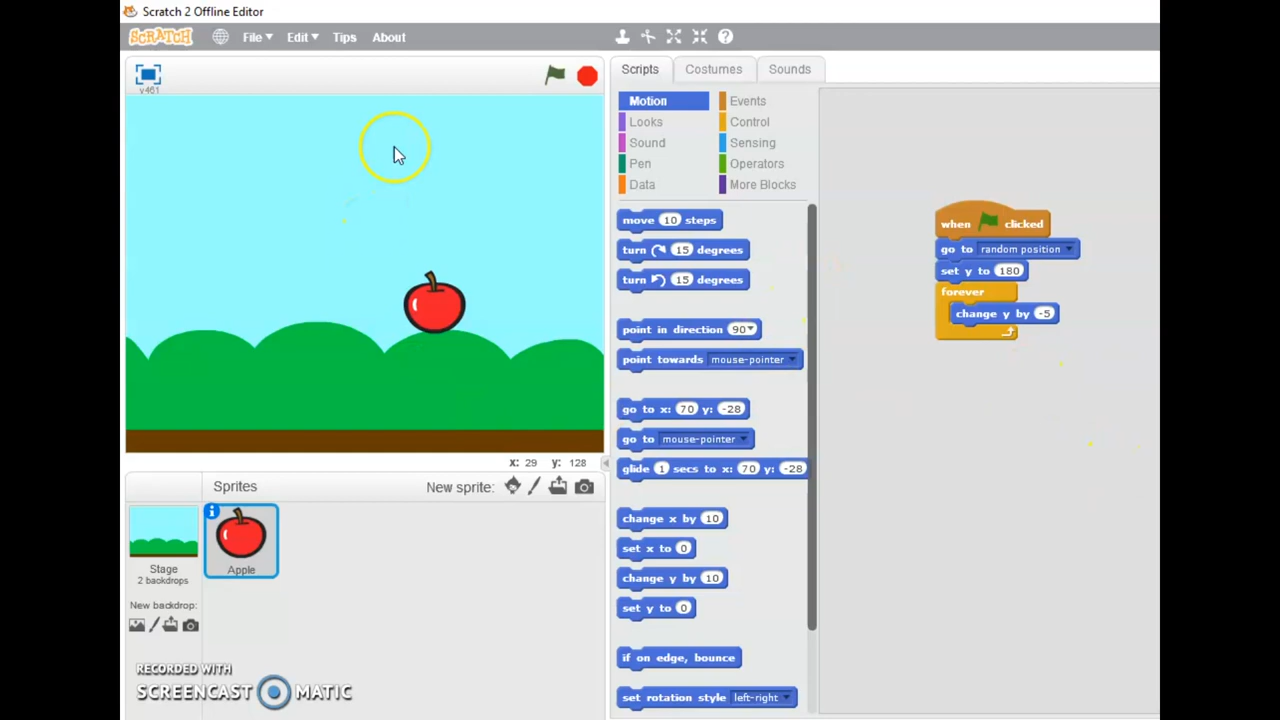 Scratch 2 Offline Editor
SCRATCH File Edit Tips About
v461
Scripts Costumes Sounds
Motion Events
Looks Control
Sound Sensing
Pen Operators
Data More Blocks
move 10 steps
turn 15 degrees
turn 15 degrees
point in direction 90
point towards mouse-pointer
go to x: 70 y: -28
go to mouse-pointer
glide 1 secs to x: 70 y: -28
change x by 10
set x to 0
change y by 10
set y to 0
if on edge, bounce
set rotation style left-right
when clicked
go to random position
set y to 180
forever
change y by -5
x: 29 y: 128
Sprites New sprite:
Stage
2 backdrops
New backdrop:
Apple
RECORDED WITH
SCREENCAST MATIC